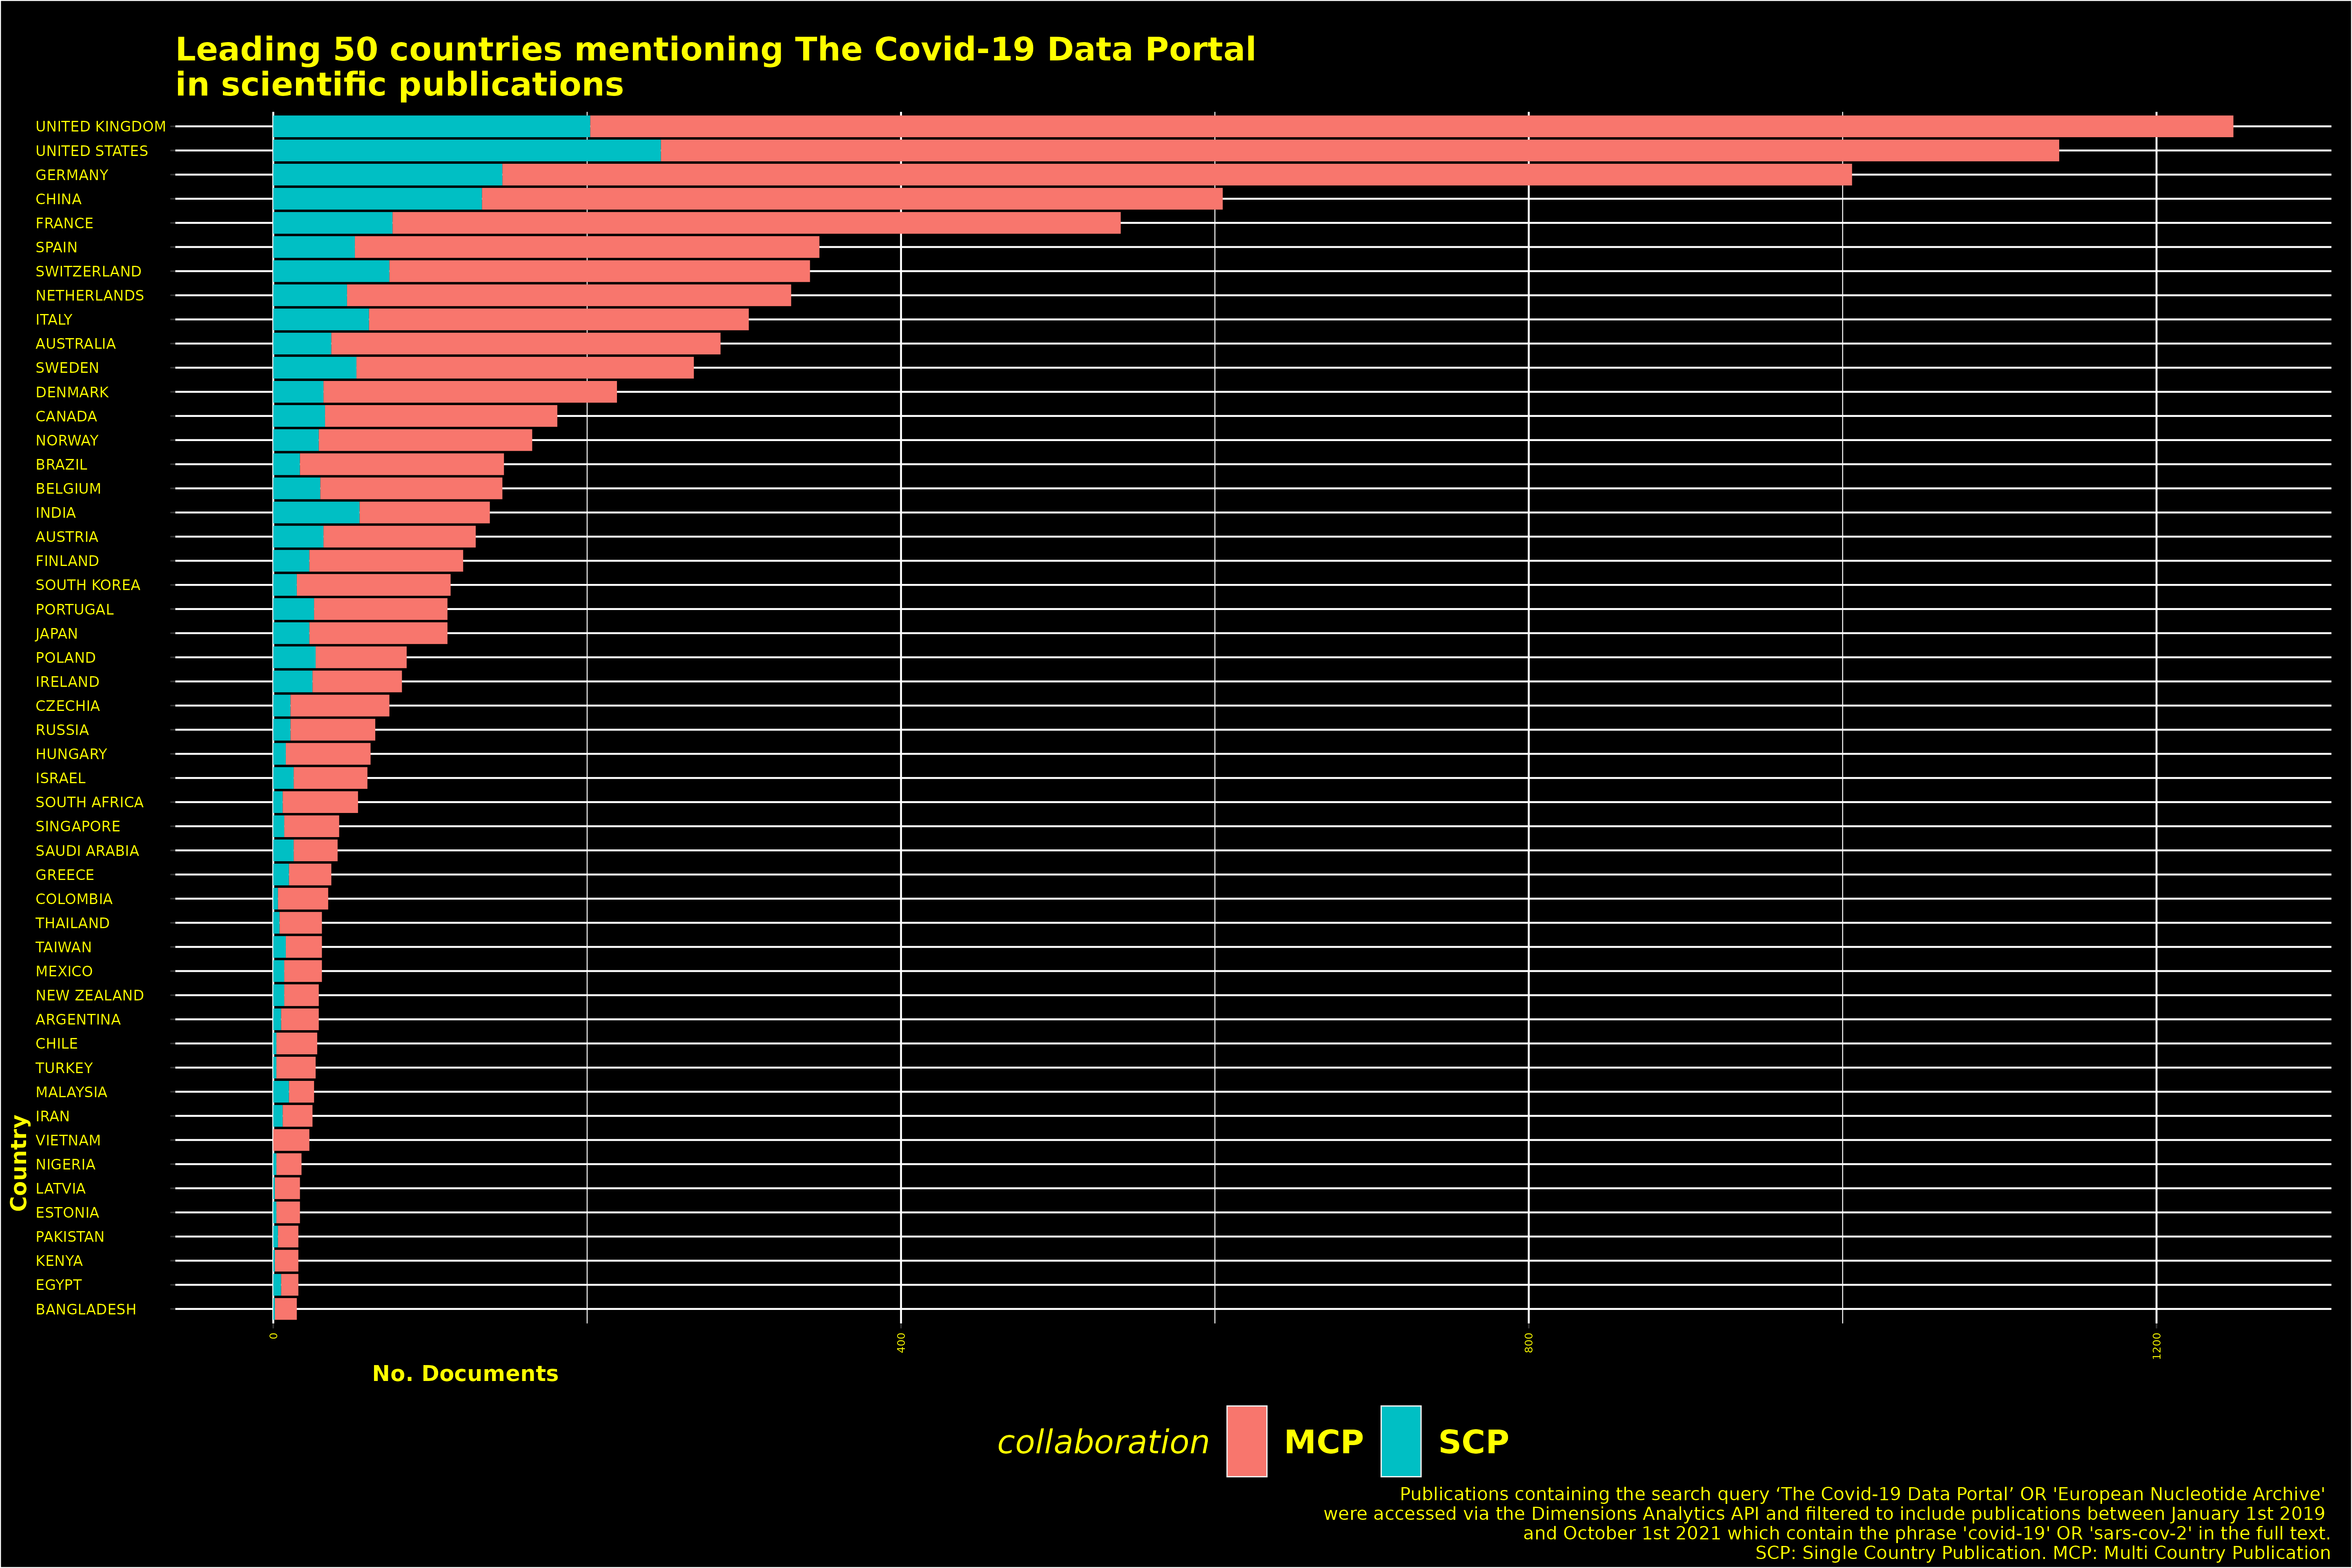 Leading 50 countries mentioning The Covid-19 Data Portal
in scientific publications
UNITED KINGDOM
UNITED STATES
GERMANY
CHINA
FRANCE
SPAIN
SWITZERLAND
NETHERLANDS
ITALY
AUSTRALIA
SWEDEN
DENMARK
CANADA
NORWAY
BRAZIL
BELGIUM
INDIA
AUSTRIA
FINLAND
SOUTH KOREA
PORTUGAL
JAPAN
POLAND
IRELAND
CZECHIA
RUSSIA
HUNGARY
ISRAEL
SOUTH AFRICA
SINGAPORE
SAUDI ARABIA
GREECE
COLOMBIA
THAILAND
TAIWAN
MEXICO
NEW ZEALAND
ARGENTINA
CHILE
TURKEY
MALAYSIA
IRAN
VIETNAM
NIGERIA
LATVIA
ESTONIA
PAKISTAN
KENYA
EGYPT
BANGLADESH
Country
0 400 800 1200
No. Documents
collaboration MCP SCP
Publications containing the search query ‘The Covid-19 Data Portal’ OR 'European Nucleotide Archive'
were accessed via the Dimensions Analytics API and filtered to include publications between January 1st 2019
and October 1st 2021 which contain the phrase 'covid-19' OR 'sars-cov-2' in the full text.
SCP: Single Country Publication. MCP: Multi Country Publication